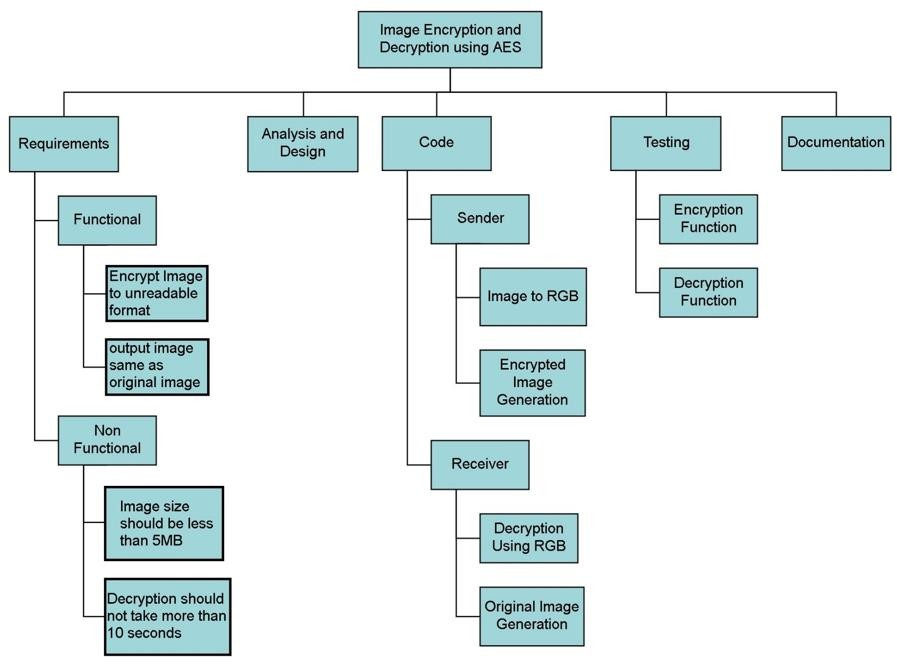 Image Encryption and
Decryption using AES
Requirements
Analysis and
Design
Code
Testing
Documentation
Functional
Encrypt Image
to unreadable
format
output image
same as
original image
Non
Functional
Image size
should be less
than 5MB
Decryption should
not take more than
10 seconds
Sender
Image to RGB
Encrypted
Image
Generation
Receiver
Decryption
Using RGB
Original Image
Generation
Encryption
Function
Decryption
Function